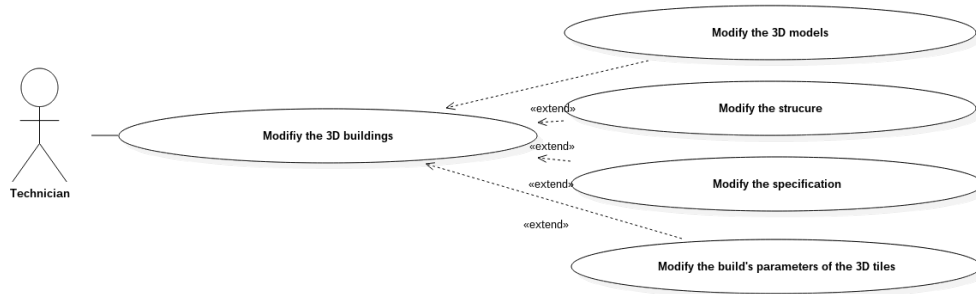 Modify the 3D models
«extend»
Modify the strucure
Modifiy the 3D buildings
«extend»
«extend»
Modify the specification
Technician
«extend»
Modify the build's parameters of the 3D tiles